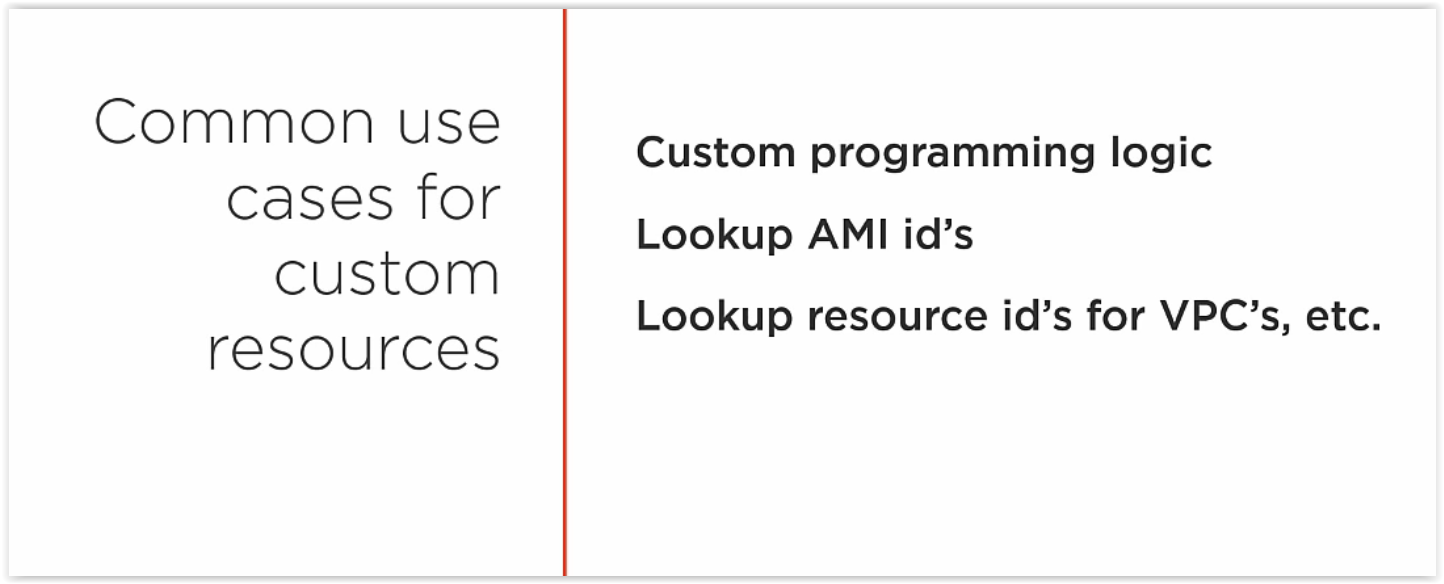 Common use
cases for
custom
resources
Custom programming logic
Lookup AMI id’s
Lookup resource id’s for VPC’s, etc.